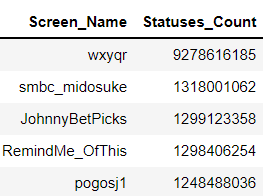 Screen_Name Statuses_Count
wxyqr 9278616185
smbc_midosuke 1318001062
JohnnyBetPicks 1299123358
RemindMe_OfThis 1298406254
pogosj1 1248488036